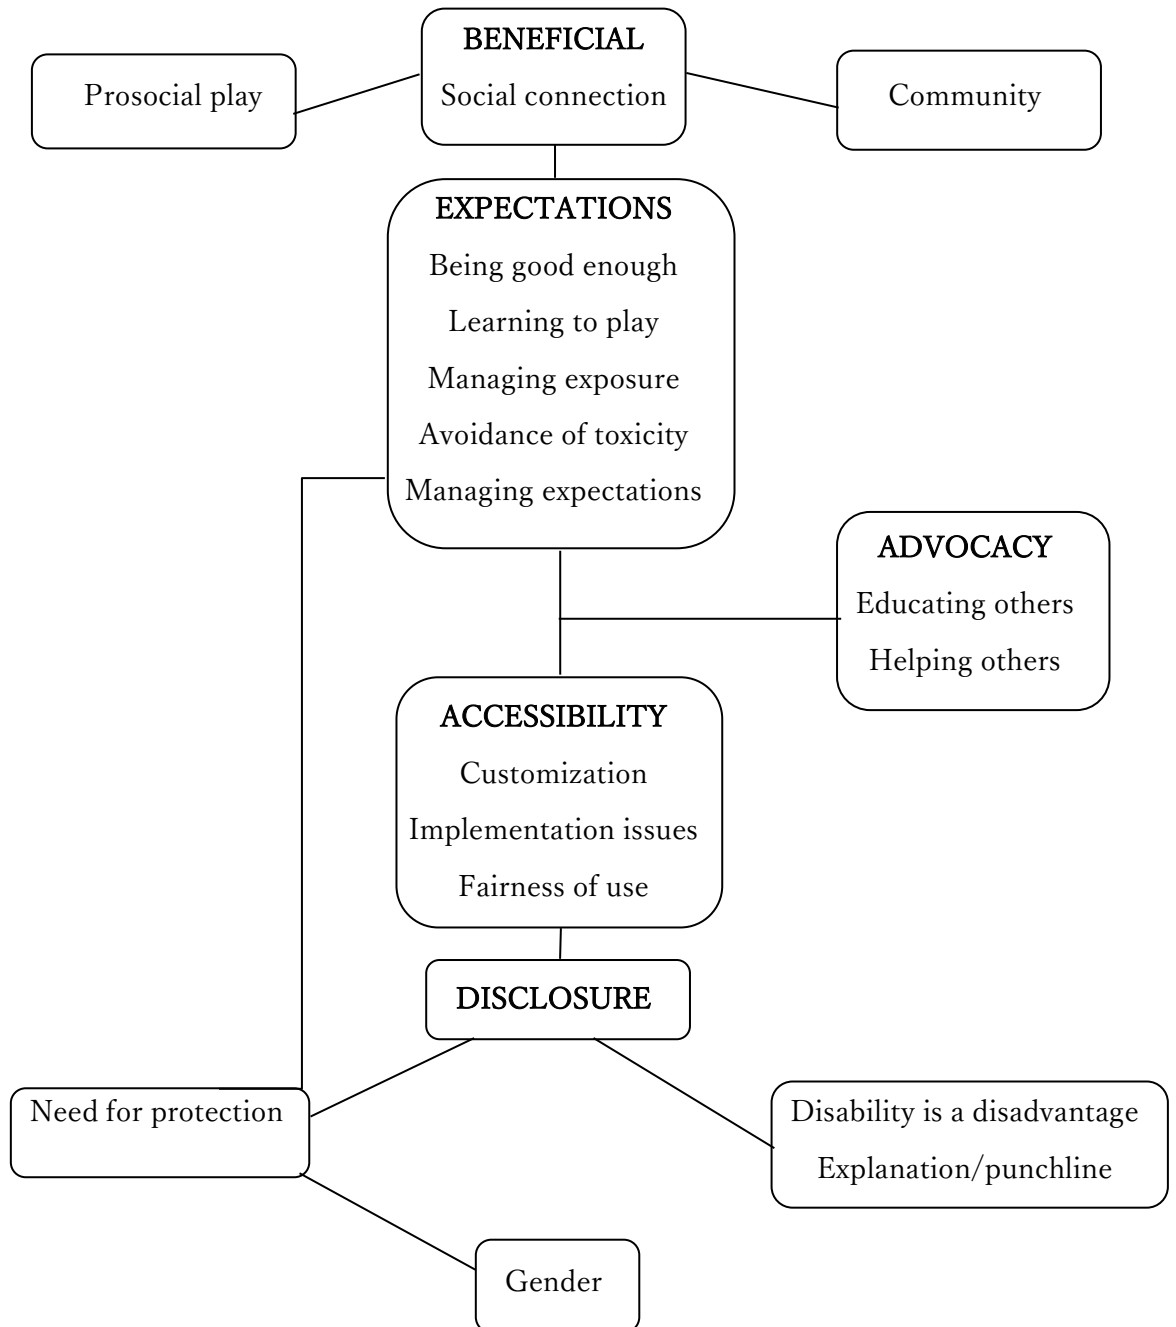 BENEFICIAL
Social connection
Prosocial play
Community
EXPECTATIONS
Being good enough
Learning to play
Managing exposure
Avoidance of toxicity
Managing expectations
ADVOCACY
Educating others
Helping others
ACCESSIBILITY
Customization
Implementation issues
Fairness of use
DISCLOSURE
Need for protection
Disability is a disadvantage
Explanation/punchline
Gender